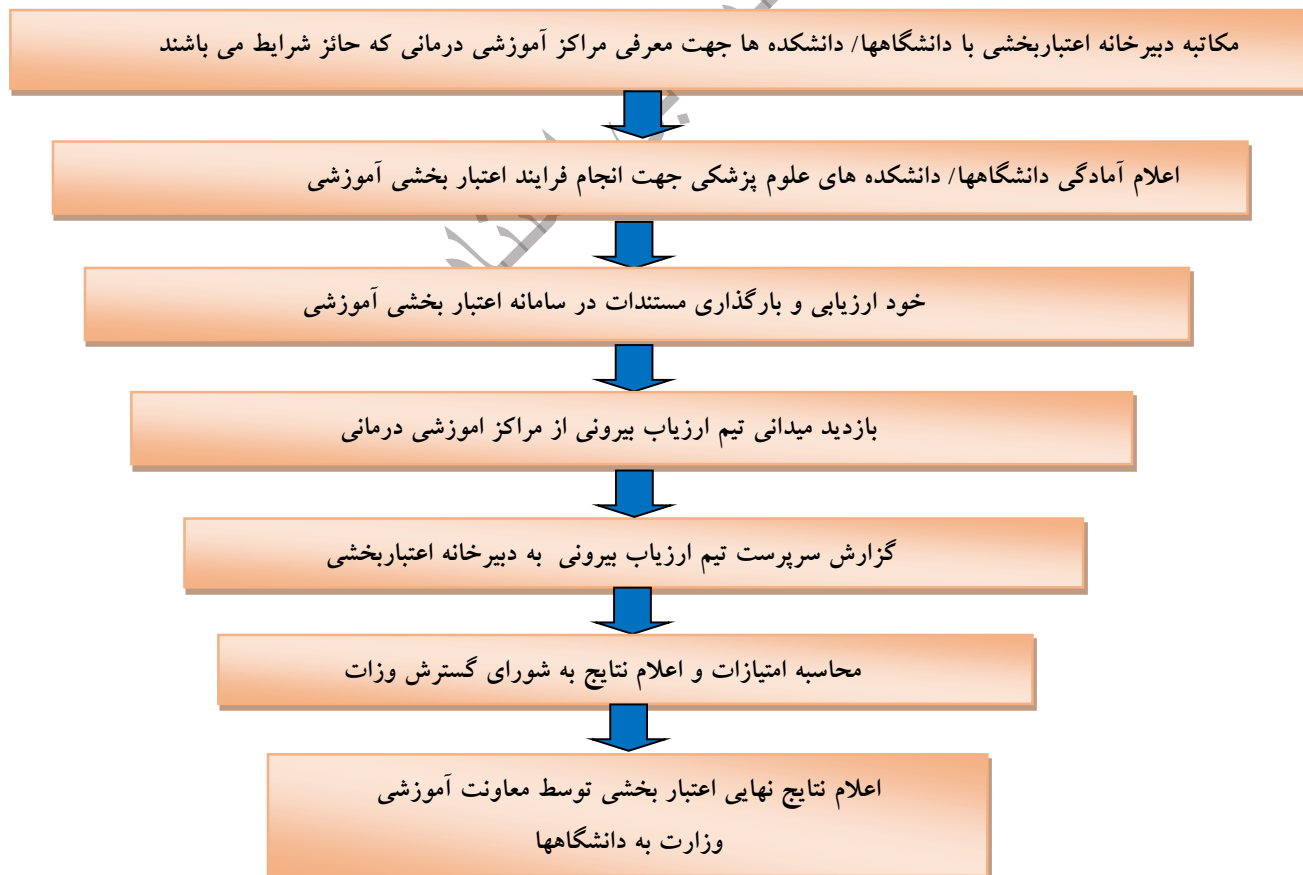 مکاتبه دبیرخانه اعتباربخشی با دانشگاهها/ دانشکده ها جهت معرفی مراکز آموزشی درمانی که حائز شرایط می باشند
اعلام آمادگی دانشگاهها/ دانشکده های علوم پزشکی جهت انجام فرایند اعتبار بخشی آموزشی
خود ارزیابی و بارگذاری مستندات در سامانه اعتبار بخشی آموزشی
بازدید میدانی تیم ارزیاب بیرونی از مراکز اموزشی درمانی
گزارش سرپرست تیم ارزیاب بیرونی به دبیرخانه اعتباربخشی
محاسبه امتیازات و اعلام نتایج به شورای گسترش وزات
اعلام نتایج نهایی اعتبار بخشی توسط معاونت آموزشی
وزارت به دانشگاهها